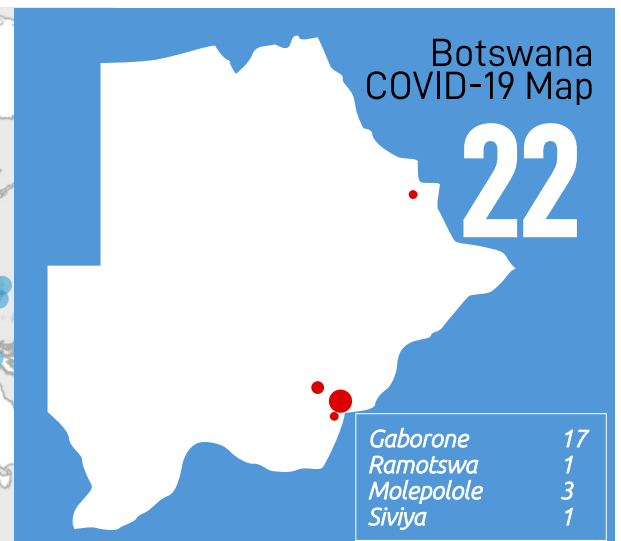 Botswana
COVID-19 Map
22
Gaborone 17
Ramotswa 1
Molepolole 3
Siviya 1